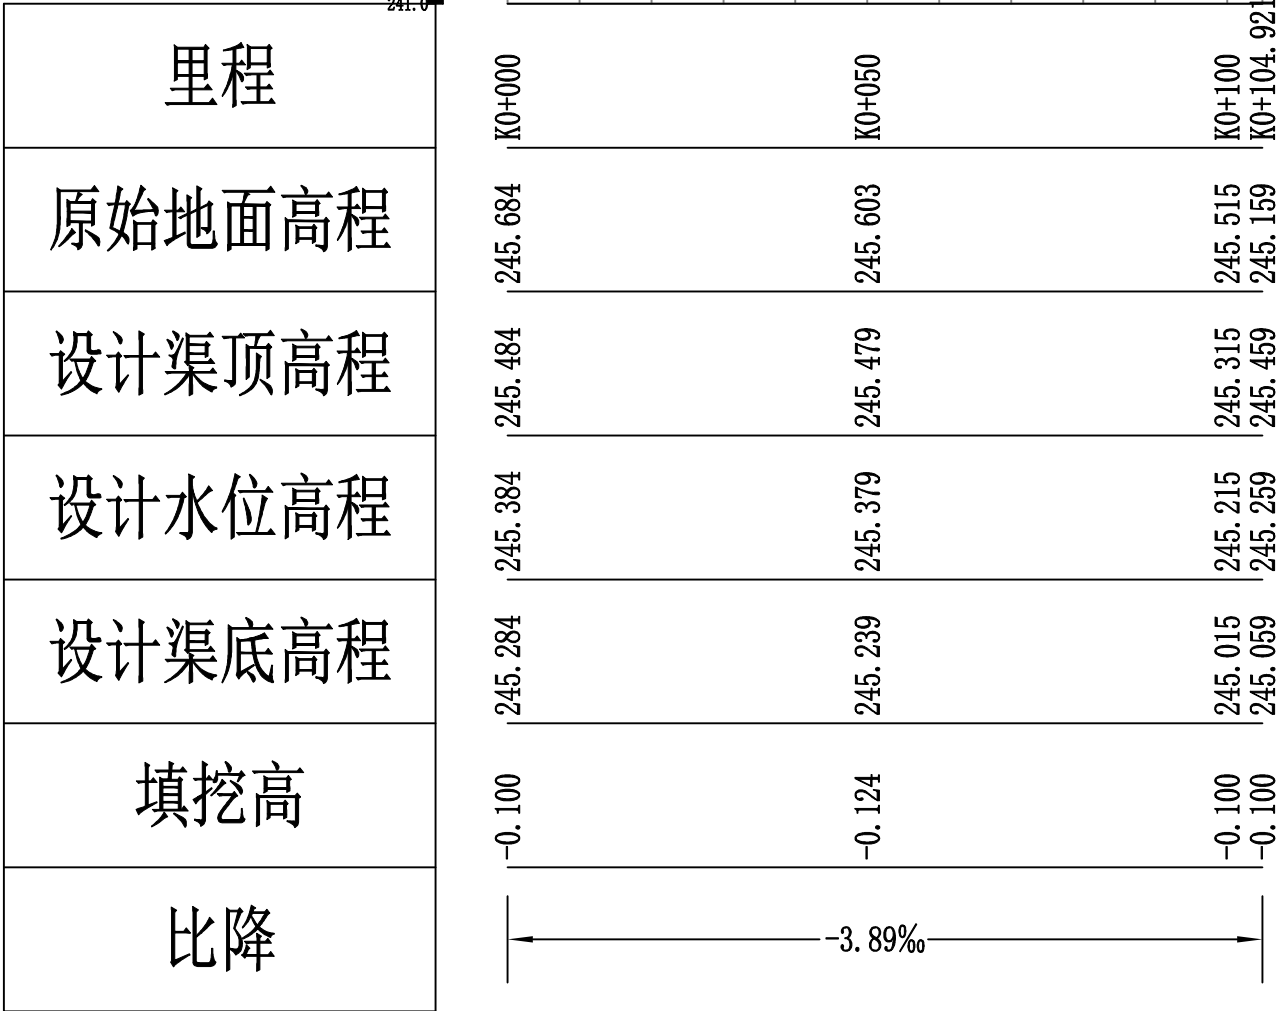 241.0
里程 K0+000 K0+050 K0+100 K0+104.921
原始地面高程 245.684 245.603 245.515 245.159
设计渠顶高程 245.484 245.479 245.315 245.459
设计水位高程 245.384 245.379 245.215 245.259
设计渠底高程 245.284 245.239 245.015 245.059
填挖高 -0.100 -0.124 -0.100 -0.100
比降 -3.89‰